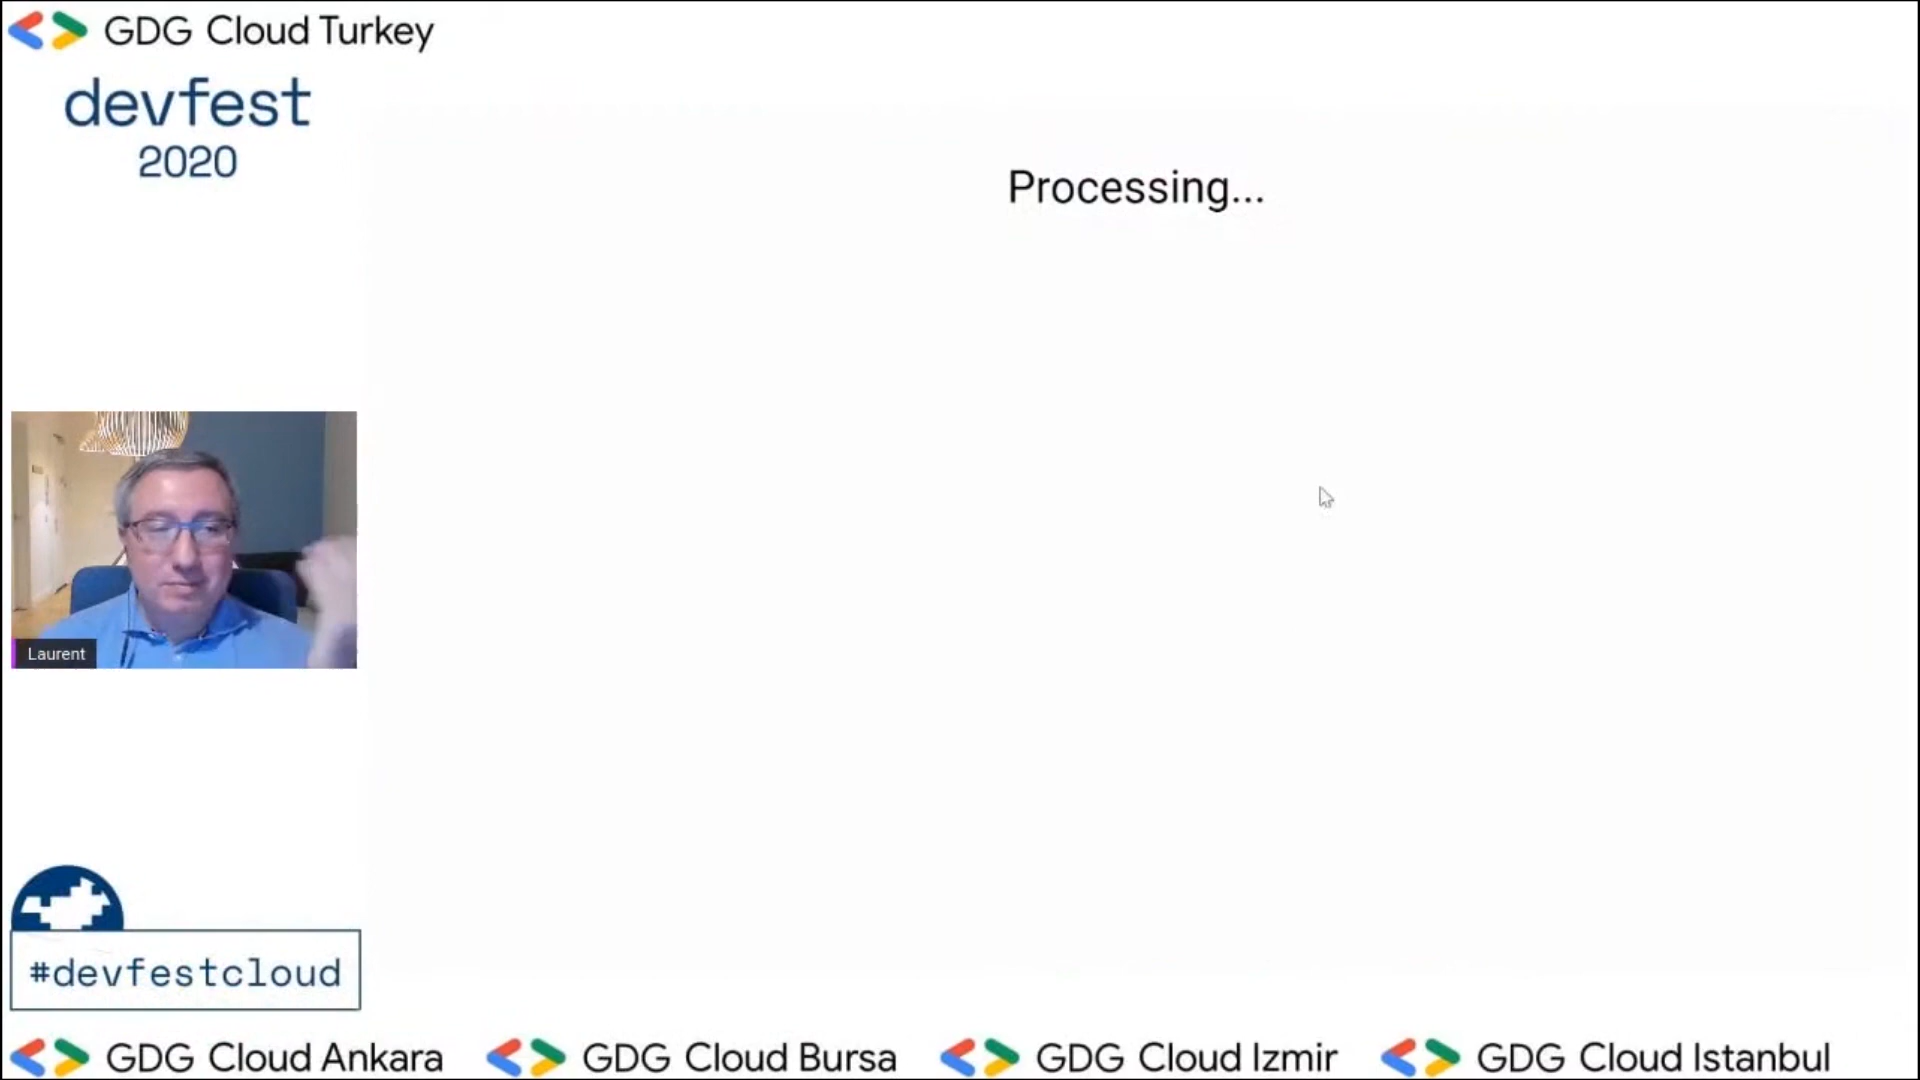 GDG Cloud Turkey
devfest
2020
Processing...
Laurent
#devfestcloud
GDG Cloud Ankara
GDG Cloud Bursa
GDG Cloud Izmir
GDG Cloud Istanbul